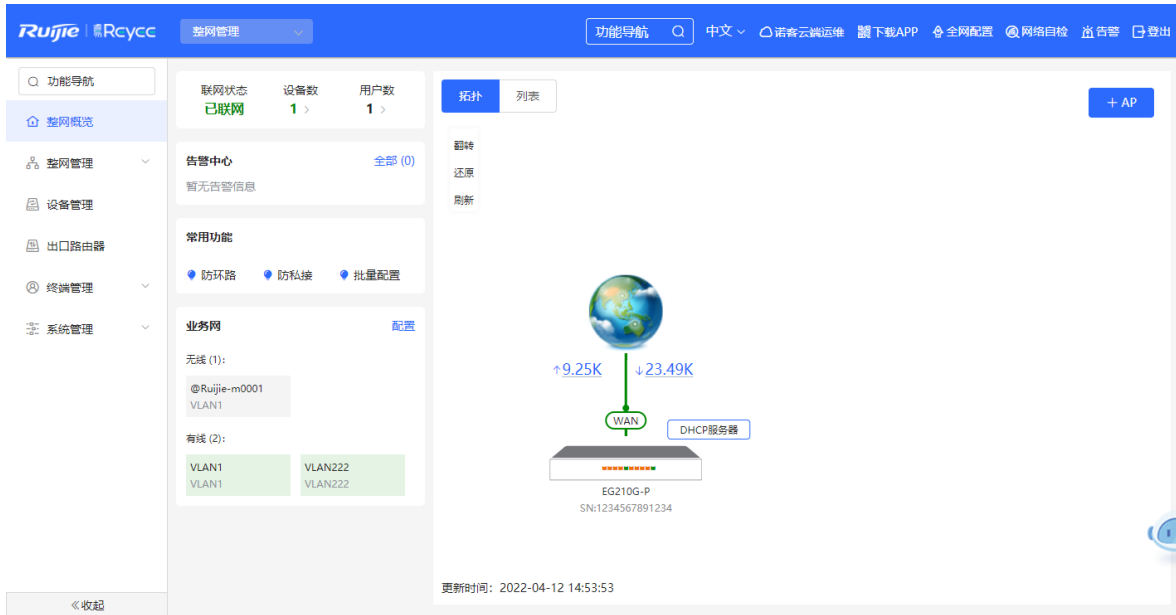 Ruijie Rcycc
整网管理
功能导航
中文
诺客云端运维
下载APP
全网配置
网络自检
告警
登出
功能导航
整网概览
整网管理
设备管理
出口路由器
终端管理
系统管理
《收起
联网状态 设备数 用户数
已联网 1 > 1 >
告警中心 全部 (0)
暂无告警信息
常用功能
防环路 防私接 批量配置
业务网 配置
无线 (1):
@Ruijie-m0001
VLAN1
有线 (2):
VLAN1 VLAN222
VLAN1 VLAN222
拓扑 列表
+ AP
翻转
还原
刷新
↑9.25K ↓23.49K
WAN
DHCP服务器
EG210G-P
SN:1234567891234
更新时间：2022-04-12 14:53:53